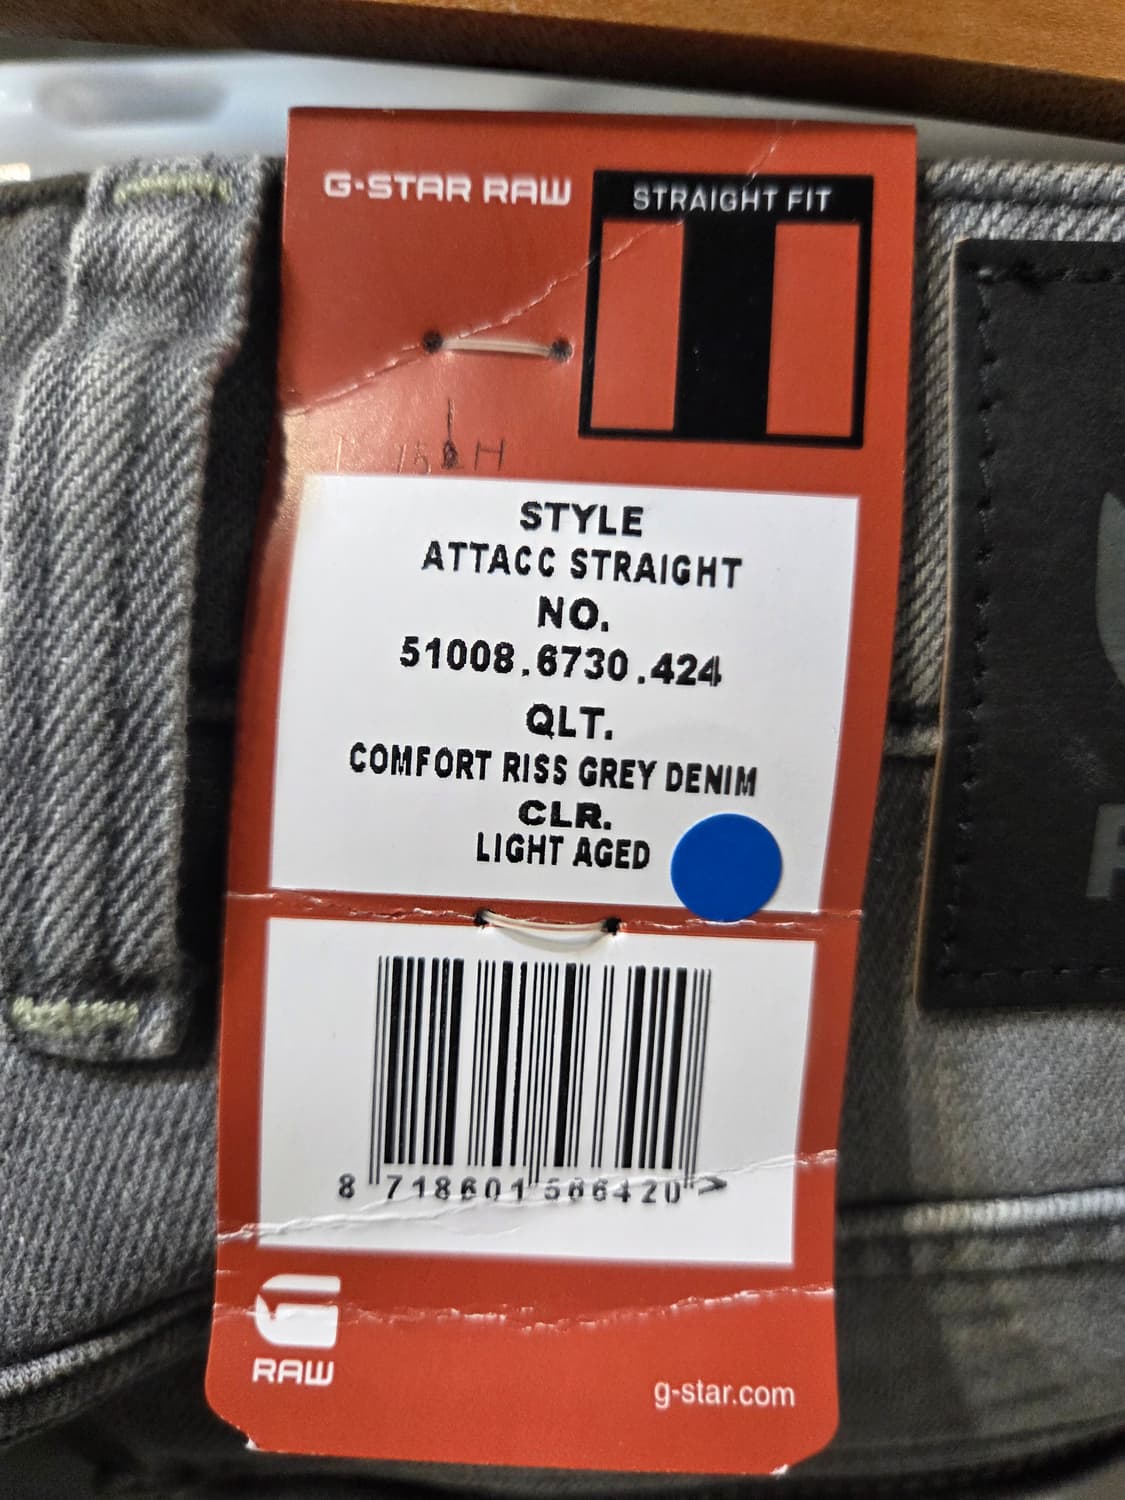 G-STAR RAW
STRAIGHT FIT
STYLE
ATTACC STRAIGHT
NO.
51008.6730.424
QLT.
COMFORT RISS GREY DENIM
CLR.
LIGHT AGED
8 718601 566420 >
RAW
g-star.com